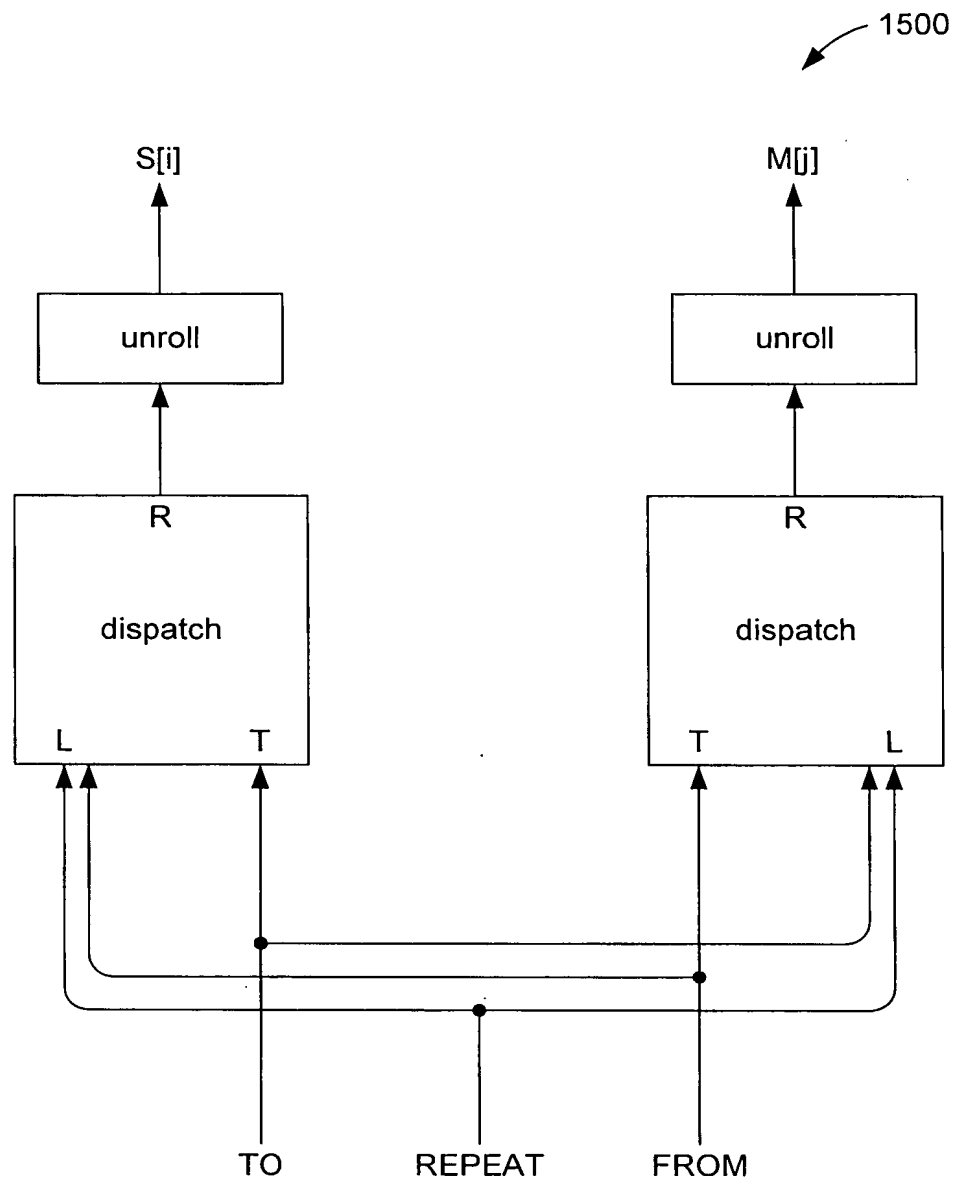 1500
S[i] M[j]
unroll unroll
R R
dispatch dispatch
L T T L
TO REPEAT FROM